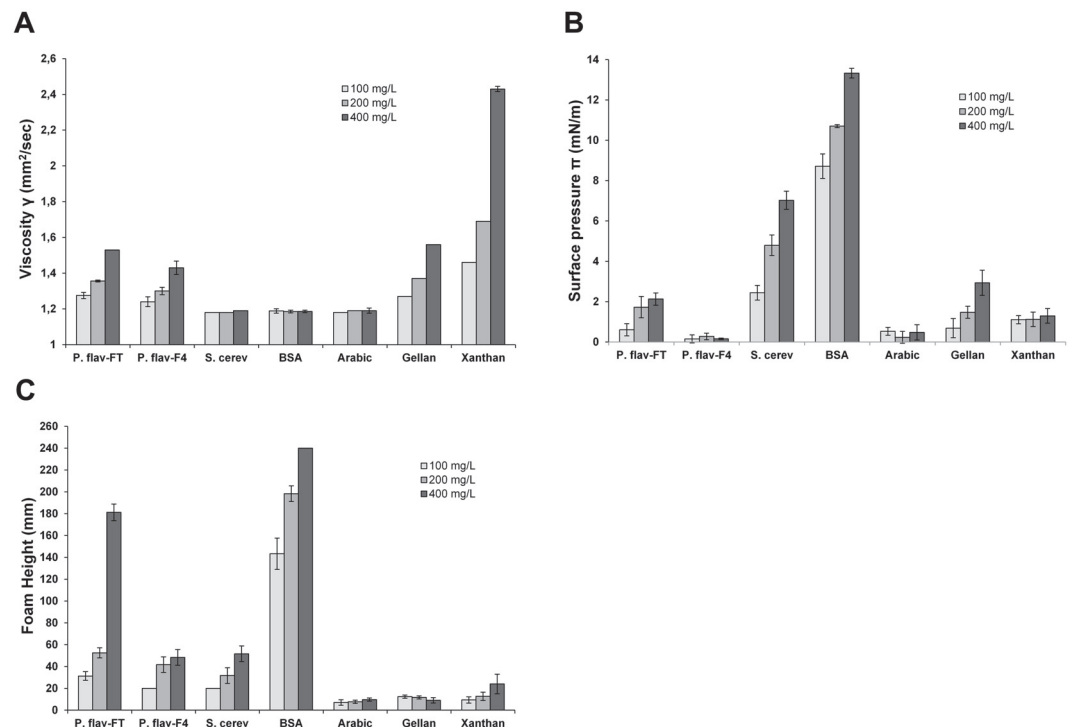 A
2,6
2,4
2,2
2
1,8
1,6
1,4
1,2
1
Viscosity γ (mm²/sec)
100 mg/L
200 mg/L
400 mg/L
P. flav-FT P. flav-F4 S. cerev BSA Arabic Gellan Xanthan
B
14
12
10
8
6
4
2
0
Surface pressure π (mN/m)
100 mg/L
200 mg/L
400 mg/L
P. flav-FT P. flav-F4 S. cerev BSA Arabic Gellan Xanthan
C
260
240
220
200
180
160
140
120
100
80
60
40
20
0
Foam Height (mm)
100 mg/L
200 mg/L
400 mg/L
P. flav-FT P. flav-F4 S. cerev BSA Arabic Gellan Xanthan